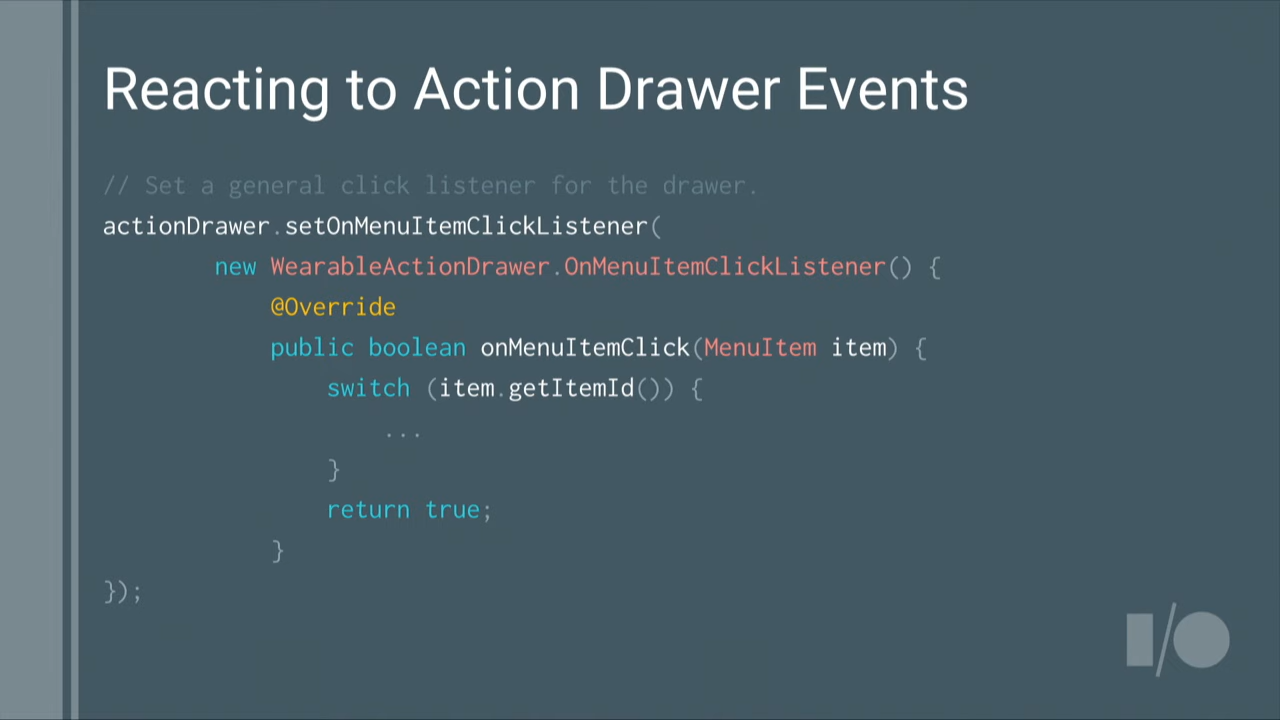 Reacting to Action Drawer Events
// Set a general click listener for the drawer.
actionDrawer.setOnMenuItemClickListener(
        new WearableActionDrawer.OnMenuItemClickListener() {
            @Override
            public boolean onMenuItemClick(MenuItem item) {
                switch (item.getItemId()) {
                    ...
                }
                return true;
            }
});
I/O